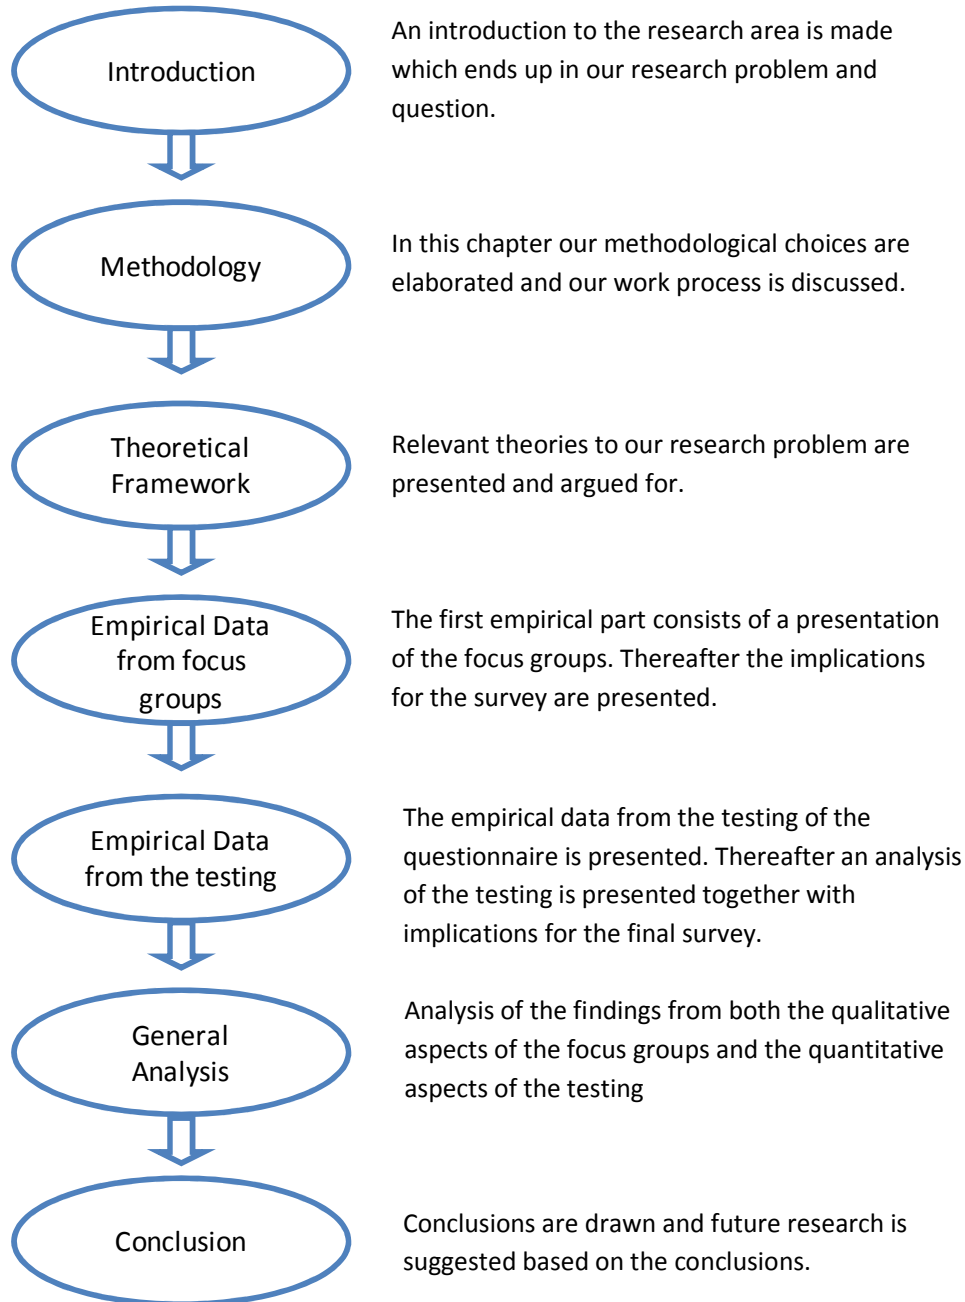 Introduction
An introduction to the research area is made
which ends up in our research problem and
question.
Methodology
In this chapter our methodological choices are
elaborated and our work process is discussed.
Theoretical
Framework
Relevant theories to our research problem are
presented and argued for.
Empirical Data
from focus
groups
The first empirical part consists of a presentation
of the focus groups. Thereafter the implications
for the survey are presented.
Empirical Data
from the testing
The empirical data from the testing of the
questionnaire is presented. Thereafter an analysis
of the testing is presented together with
implications for the final survey.
General
Analysis
Analysis of the findings from both the qualitative
aspects of the focus groups and the quantitative
aspects of the testing
Conclusion
Conclusions are drawn and future research is
suggested based on the conclusions.